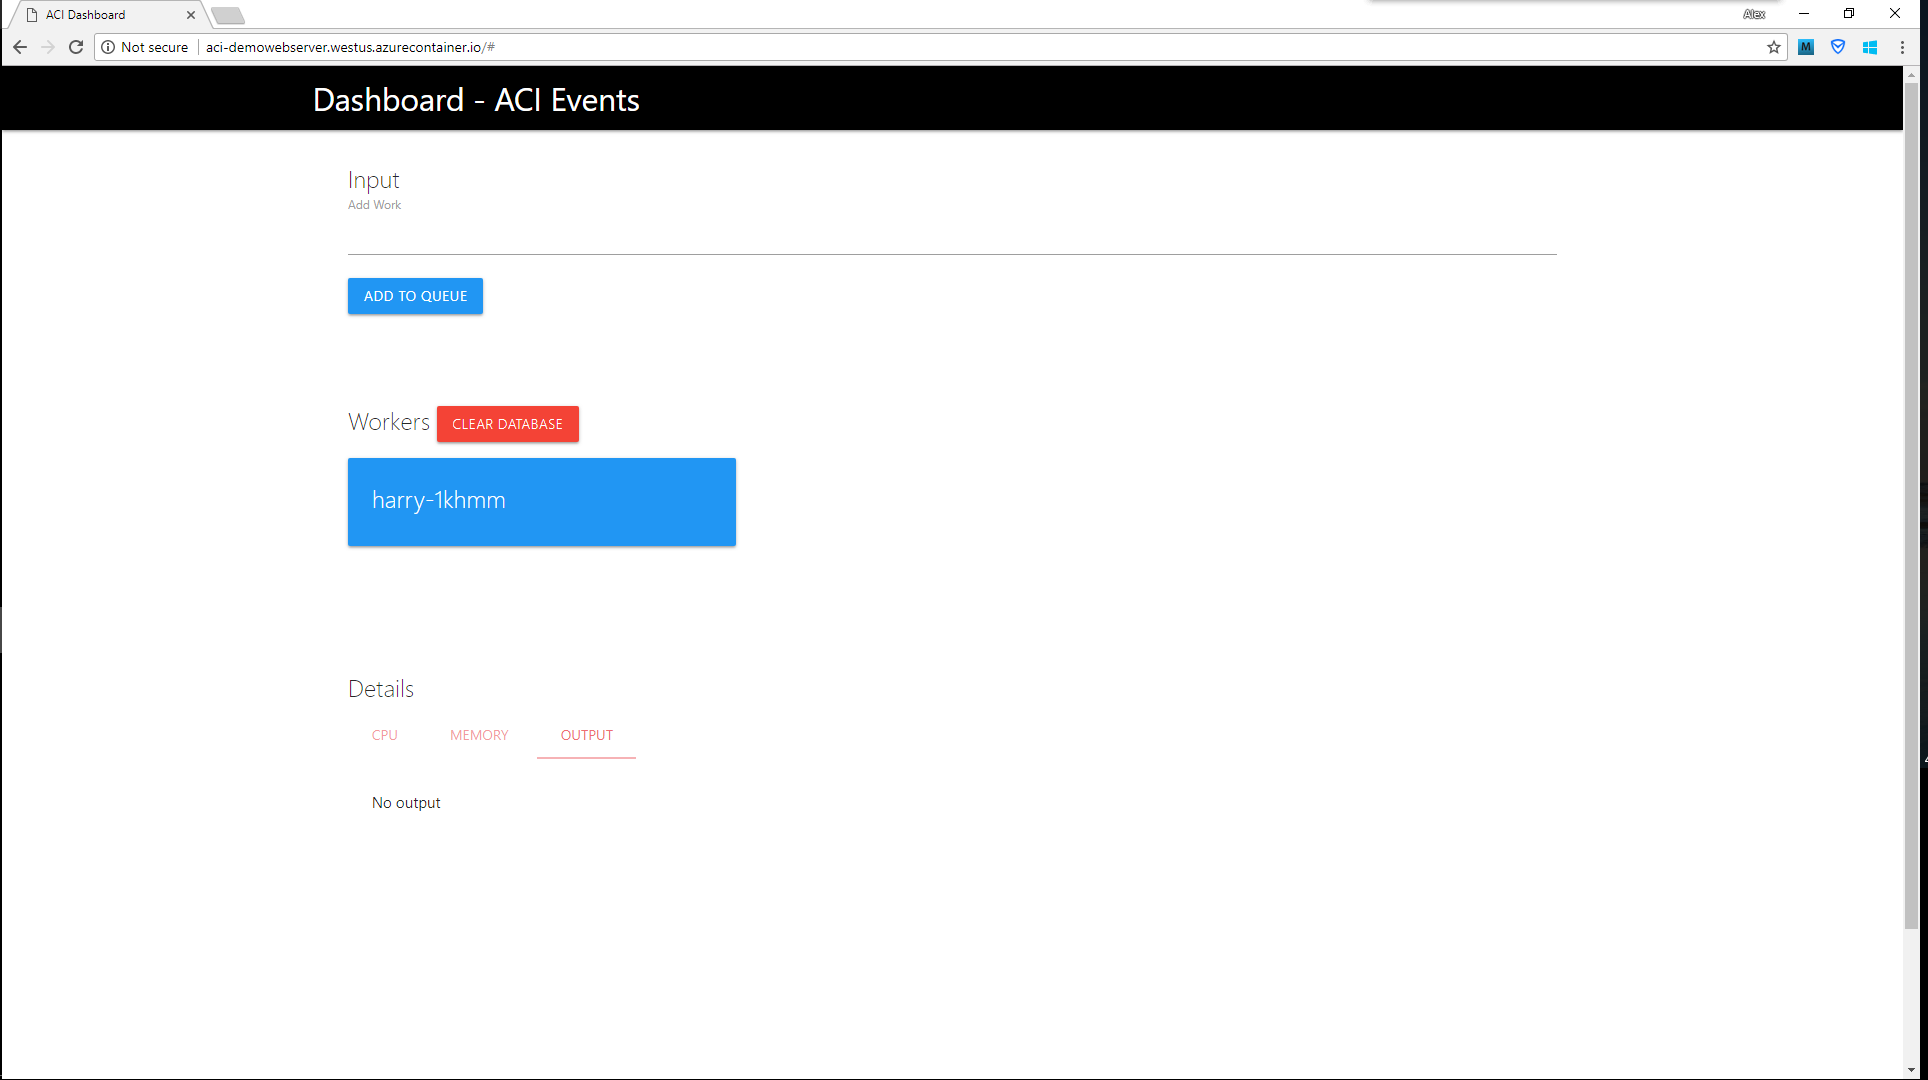 ACI Dashboard
Alex
Not secure aci-demowebserver.westus.azurecontainer.io/#
M
Dashboard - ACI Events
Input
Add Work
ADD TO QUEUE
Workers CLEAR DATABASE
harry-1khmm
Details
CPU MEMORY OUTPUT
No output